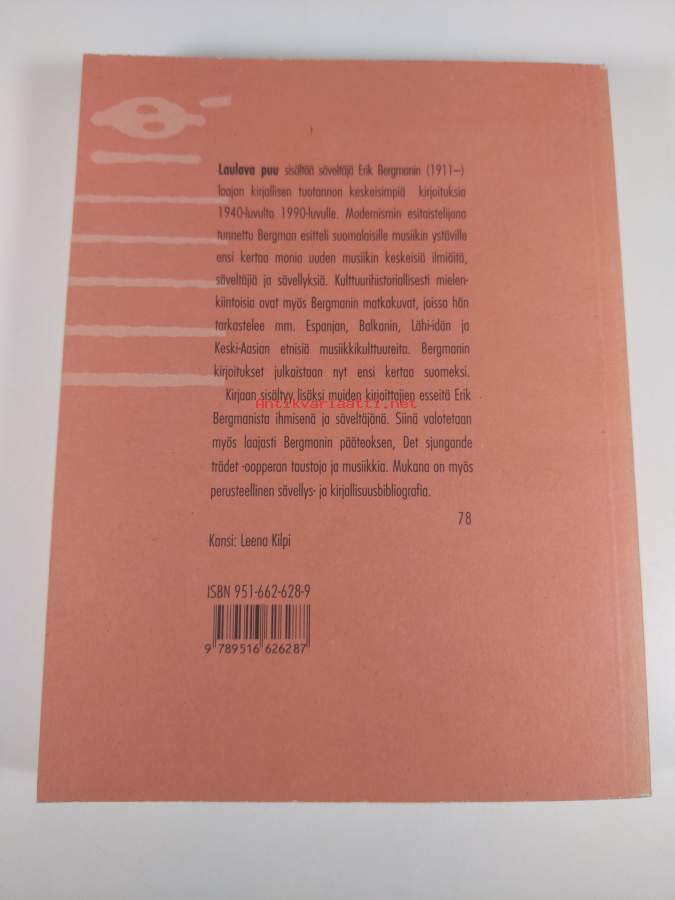 Laulava puu sisältää säveltäjä Erik Bergmanin (1911–)
laajan kirjallisen tuotannon keskeisimpiä kirjoituksia
1940-luvulta 1990-luvulle. Modernismin esitaistelijana
tunnettu Bergman esitteli suomalaisille musiikin ystäville
ensi kertaa monia uuden musiikin keskeisiä ilmiöitä,
säveltäjiä ja sävellyksiä. Kulttuurihistoriallisesti mielen-
kiintoisia ovat myös Bergmanin matkakuvat, joissa hän
tarkastelee mm. Espanjan, Balkanin, Lähi-idän ja
Keski-Aasian etnisiä musiikkikulttuureita. Bergmanin
kirjoitukset julkaistaan nyt ensi kertaa suomeksi.
Kirjaan sisältyy lisäksi muiden kirjoittajien esseitä Erik
Antikvariaatti.net
Bergmanista ihmisenä ja säveltäjänä. Siinä valotetaan
myös laajasti Bergmanin pääteoksen, Det sjungande
trädet -oopperan taustoja ja musiikkia. Mukana on myös
perusteellinen sävellys- ja kirjallisuusbibliografia.
78
Kansi: Leena Kilpi
ISBN 951-662-628-9
9 789516 626287